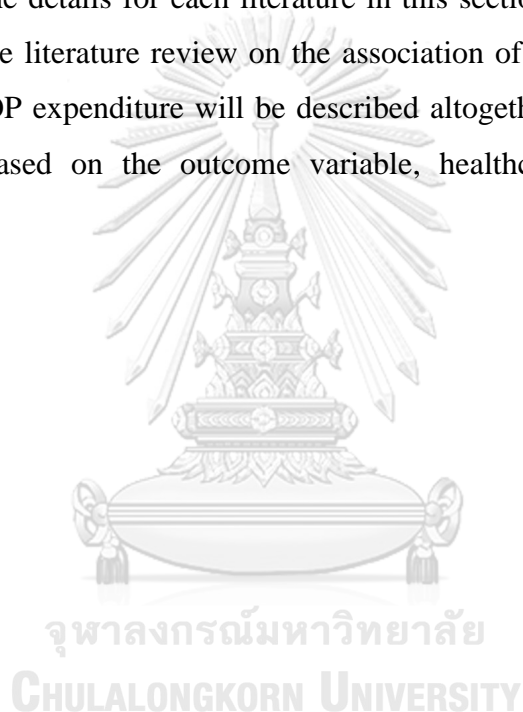 he details for each literature in this sectio
e literature review on the association of
OP expenditure will be described altogeth
ased on the outcome variable, healthc
จุฬาลงกรณ์มหาวิทยาลัย
CHULALONGKORN UNIVERSITY